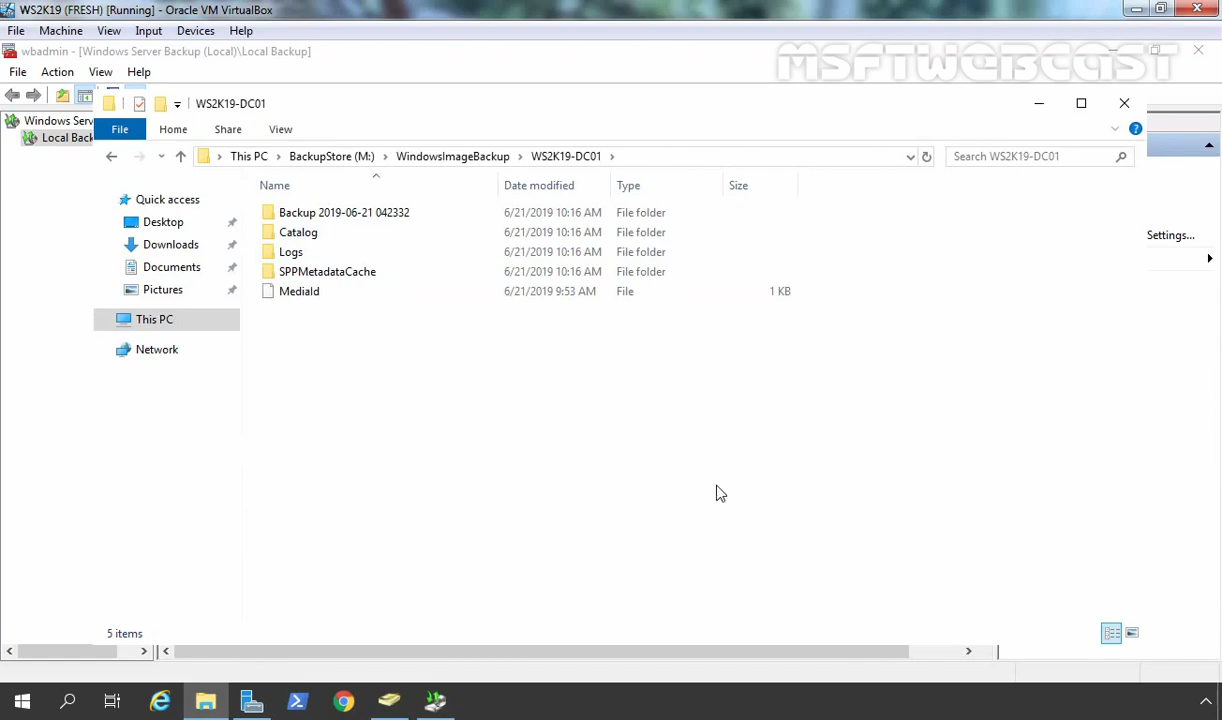 WS2K19 (FRESH) [Running] - Oracle VM VirtualBox
File Machine View Input Devices Help
wbadmin - [Windows Server Backup (Local)\Local Backup]
MSFTWEBCAST
File Action View Help
WS2K19-DC01
Windows Serv
File Home Share View
Local Back
This PC BackupStore (M:) WindowsImageBackup WS2K19-DC01
Search WS2K19-DC01
Name Date modified Type Size
Quick access
Desktop
Downloads
Documents
Pictures
This PC
Network
Backup 2019-06-21 042332 6/21/2019 10:16 AM File folder
Catalog 6/21/2019 10:16 AM File folder
Logs 6/21/2019 10:16 AM File folder
SPPMetadataCache 6/21/2019 10:16 AM File folder
MediaId 6/21/2019 9:53 AM File 1 KB
Settings...
5 items